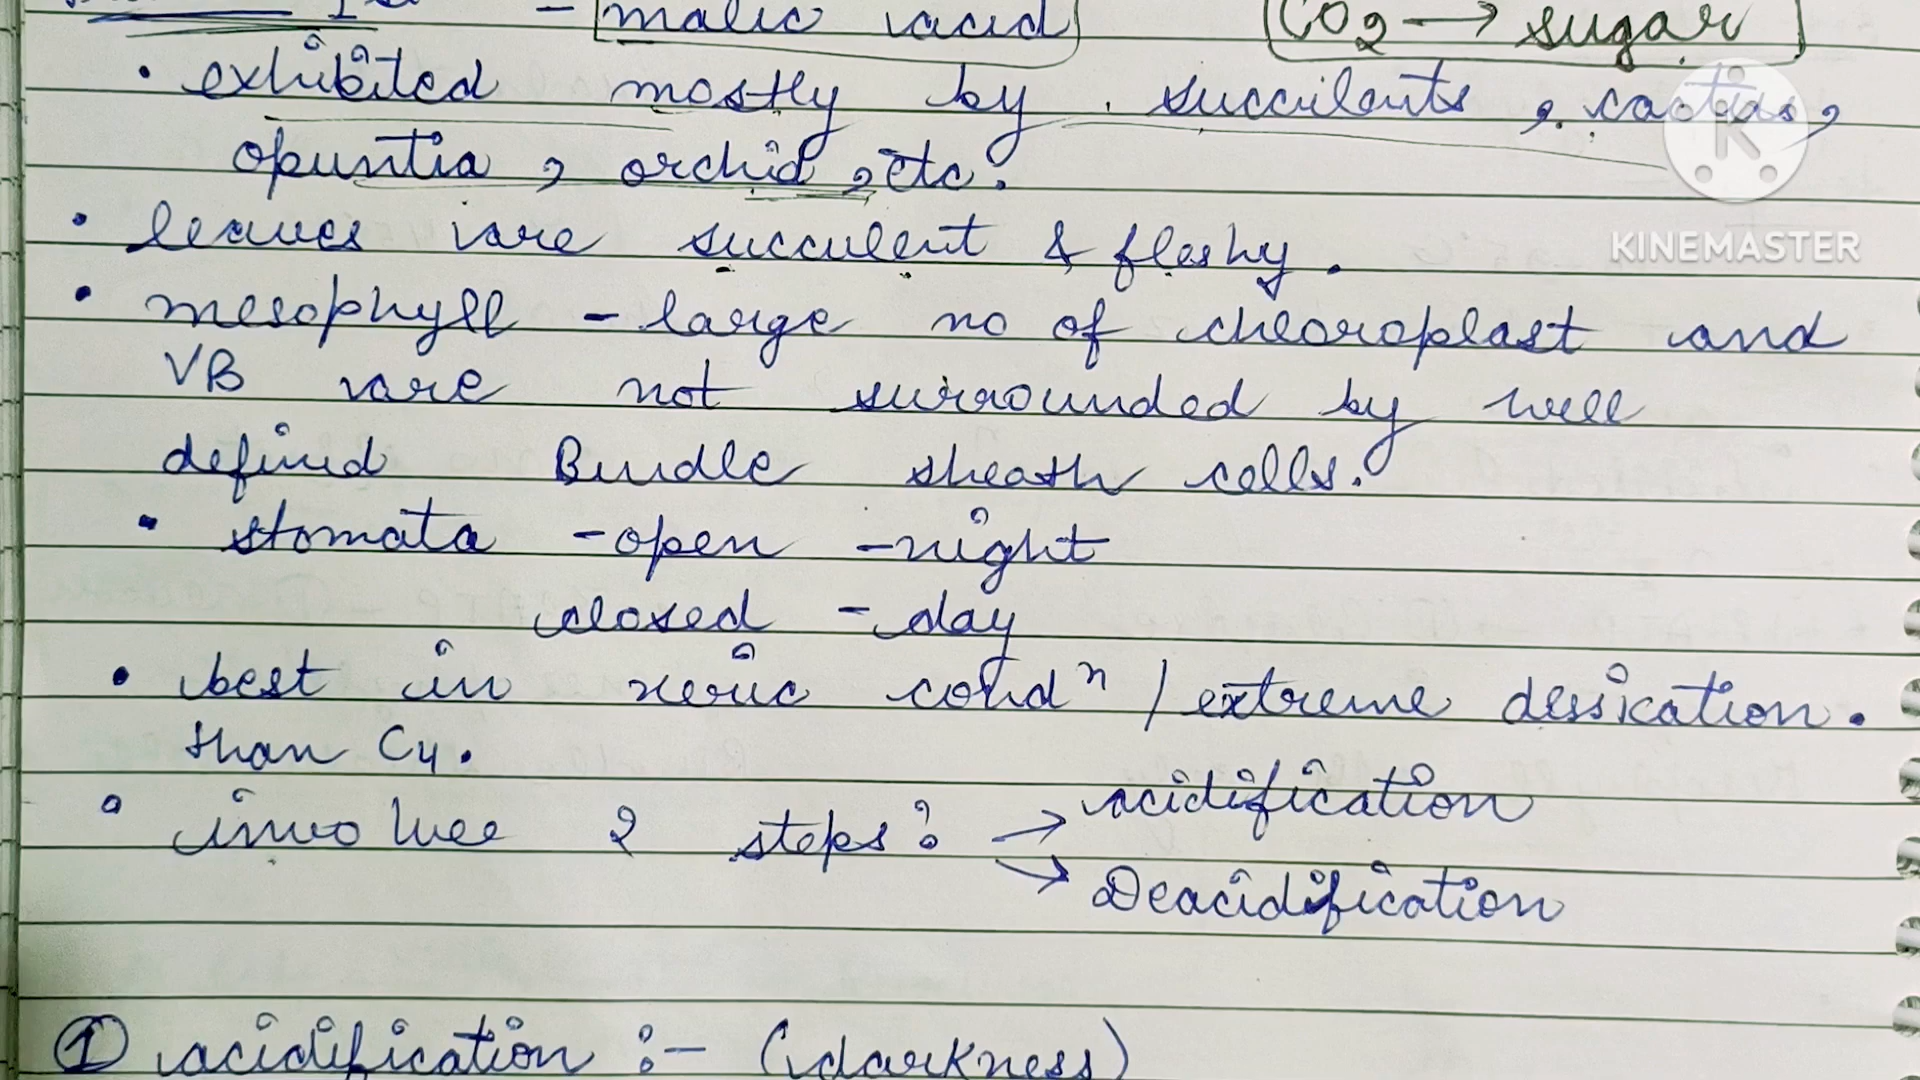 - malic acid CO2 → sugar
• exhibited mostly by succulents, cactus,
opuntia, orchid, etc.
• leaves are succulent & fleshy.
• mesophyll - large no of chloroplast and
VB are not surrounded by well
defined Bundle sheath cells.
• stomata - open - night
closed - day
• best in xeric condn / extreme dessication.
than C4.
• involves 2 steps: → acidification
→ Deacidification
① acidification :- (darkness)
KINEMASTER